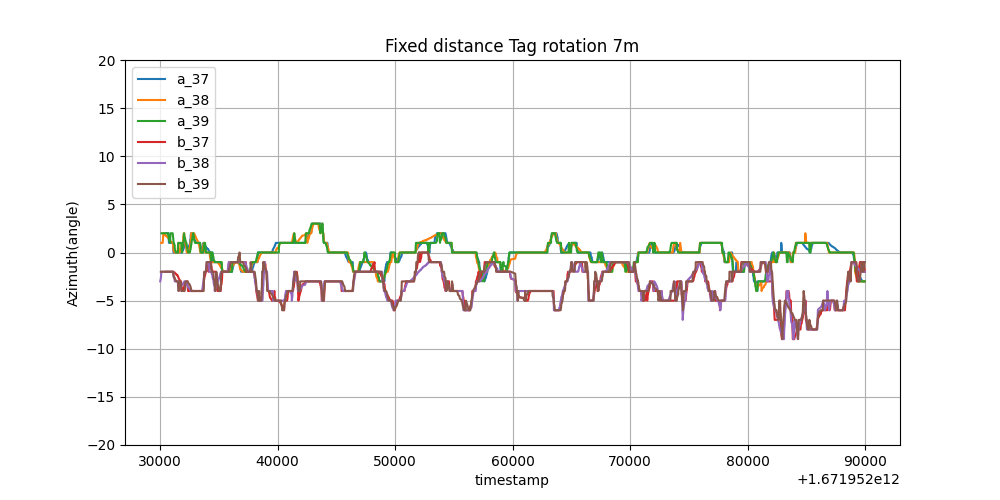 Fixed distance Tag rotation 7m
20
15
10
5
0
−5
−10
−15
−20
Azimuth(angle)
a_37
a_38
a_39
b_37
b_38
b_39
30000 40000 50000 60000 70000 80000 90000
timestamp
+1.671952e12